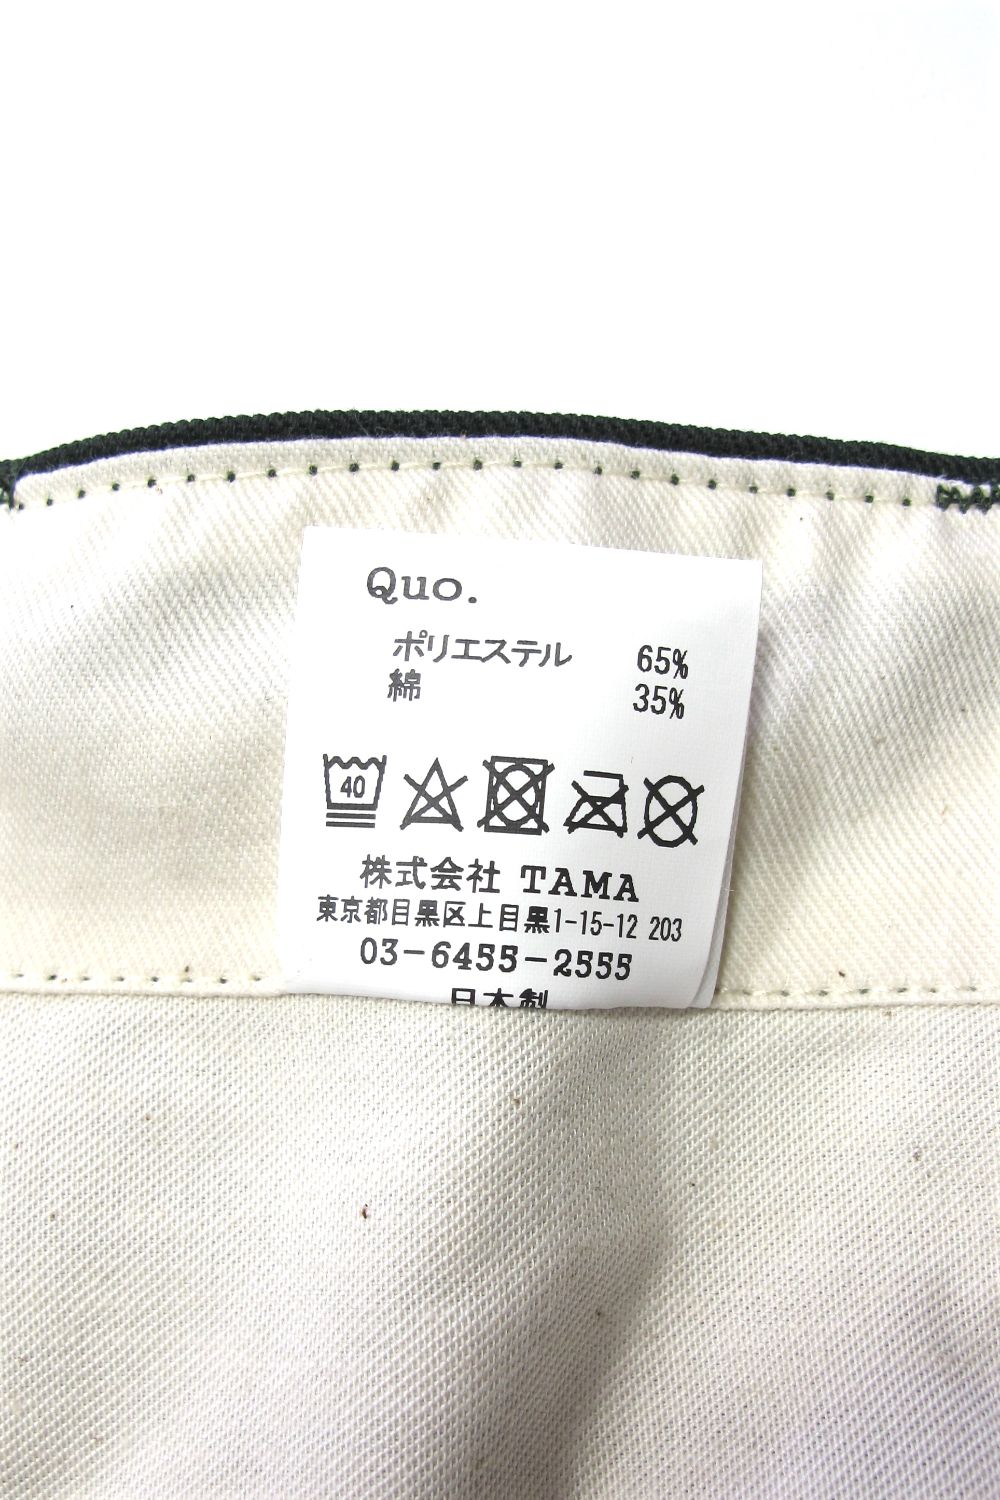 Quo.
ポリエステル 65%
綿 35%
40
株式会社 TAMA
東京都目黒区上目黒1-15-12 203
03-6455-2555
日本製